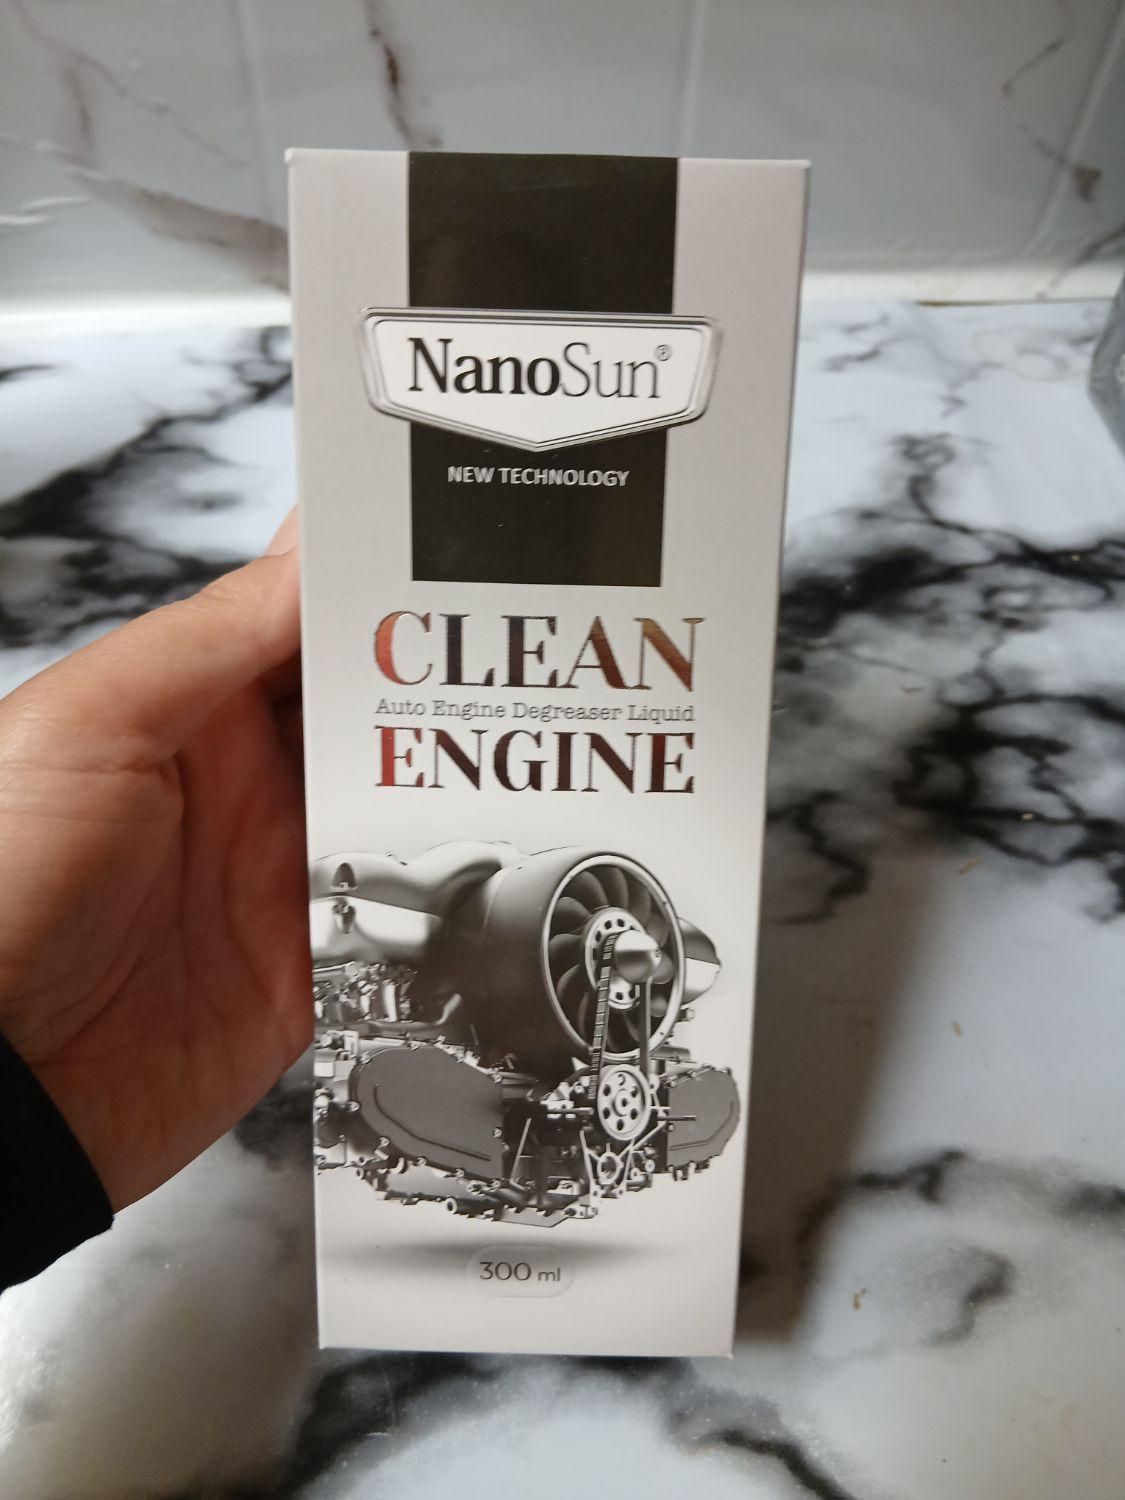 NanoSun®
NEW TECHNOLOGY
CLEAN
Auto Engine Degreaser Liquid
ENGINE
300 ml